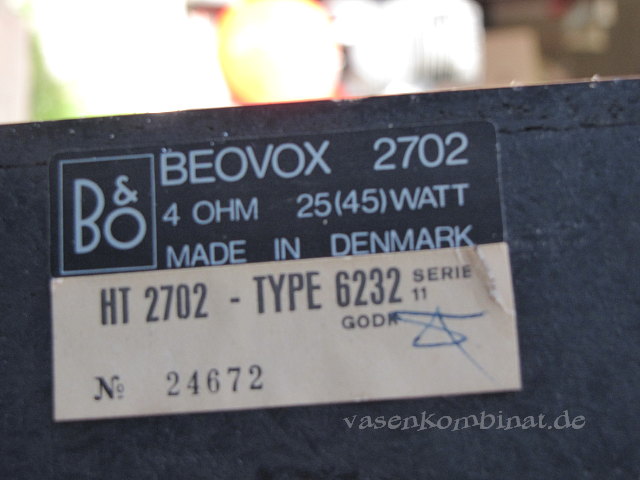 B&O
BEOVOX 2702
4 OHM 25(45)WATT
MADE IN DENMARK
HT 2702 - TYPE 6232 SERIE 11
GODK
№ 24672
vasenkombinat.de